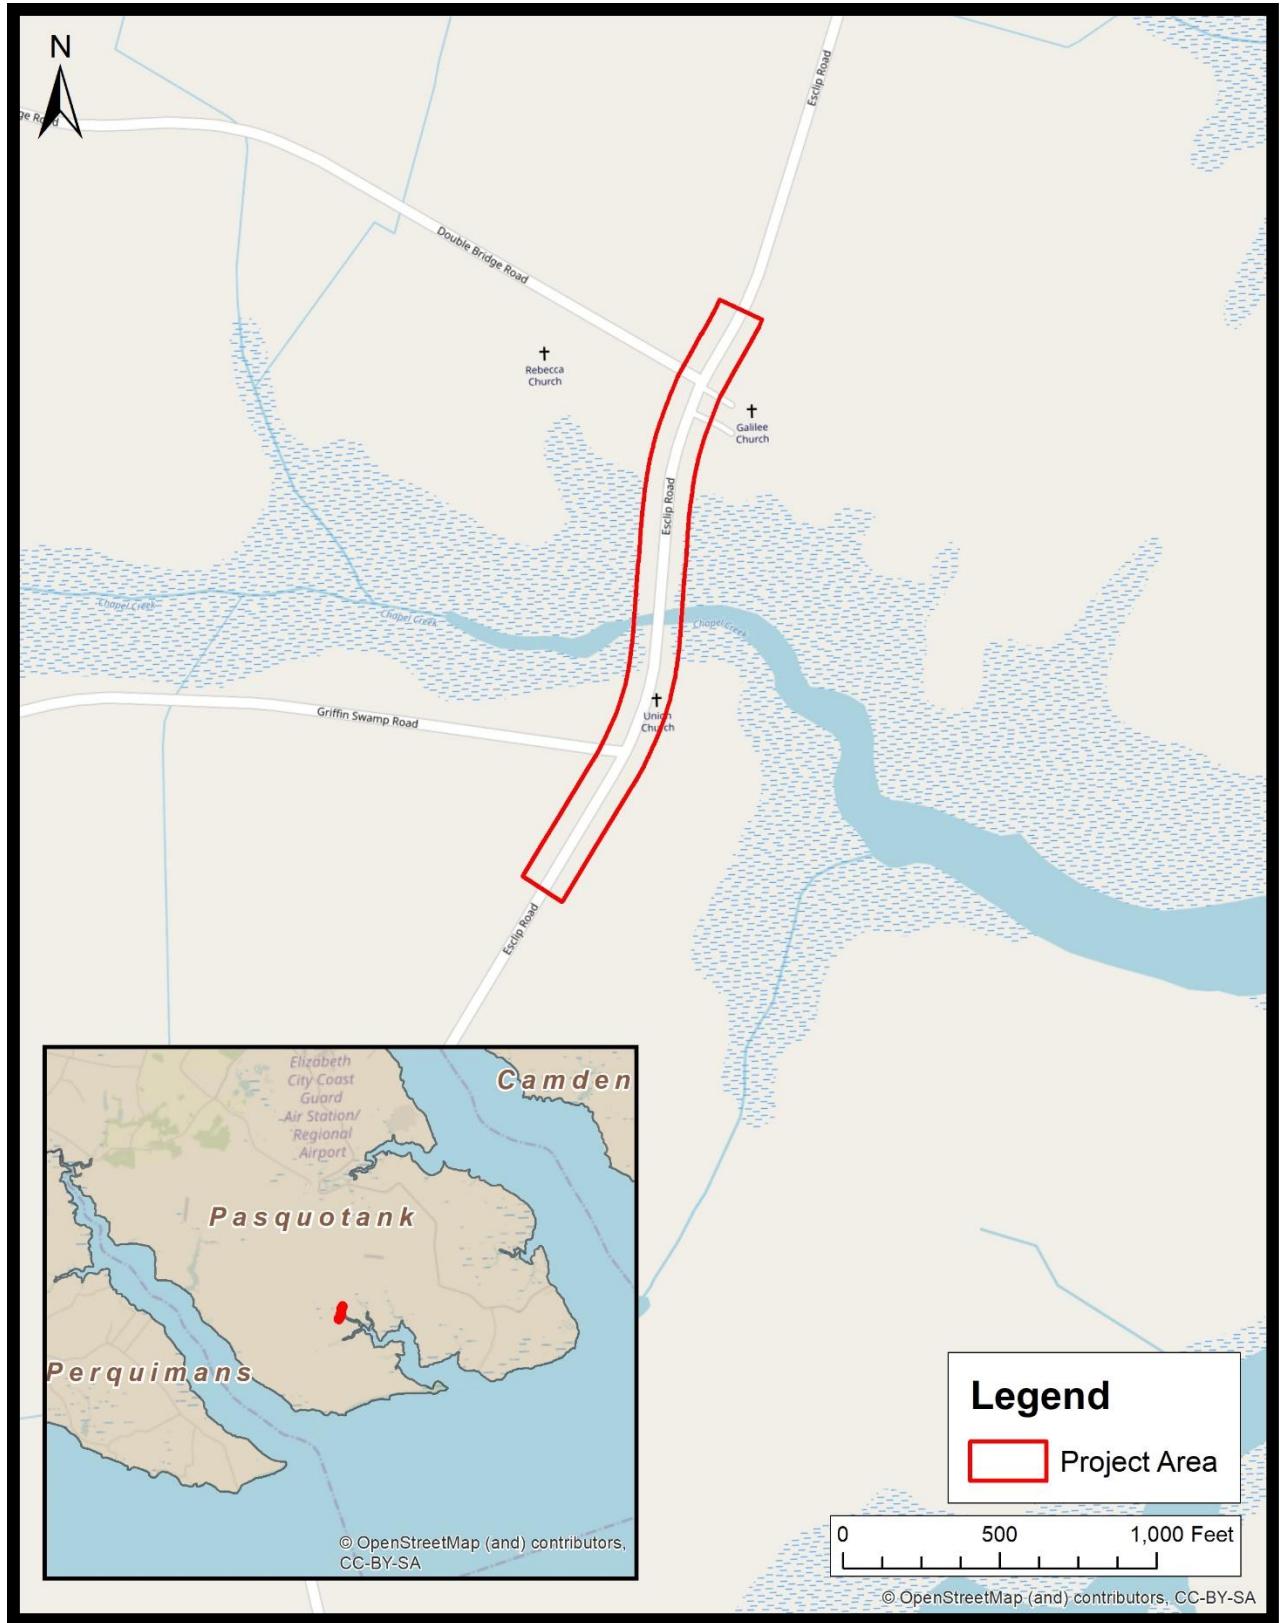 N
Esclip Road
ge Road
Double Bridge Road
Rebecca
Church
Galilee
Church
Esclip Road
Chapel Creek
Chapel Creek
Chapel Creek
Union
Church
Griffin Swamp Road
Esclip Road
Elizabeth
City Coast
Guard
Air Station/
Regional
Airport
Camden
Pasquotank
Perquimans
© OpenStreetMap (and) contributors,
CC-BY-SA
Legend
Project Area
0 500 1,000 Feet
© OpenStreetMap (and) contributors, CC-BY-SA